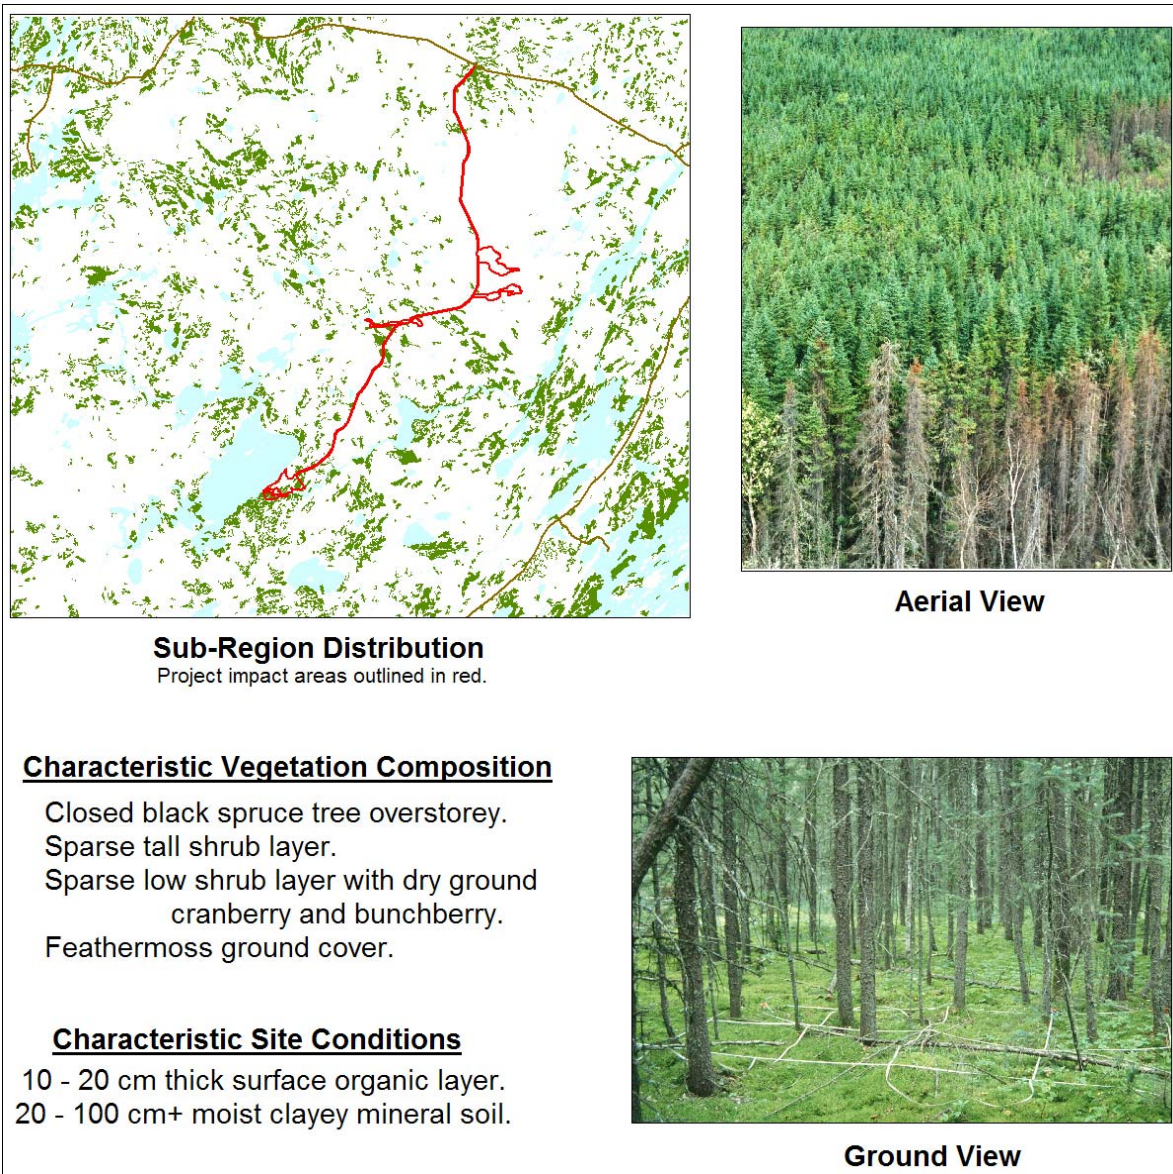 Sub-Region Distribution
Project impact areas outlined in red.
Aerial View
Characteristic Vegetation Composition
Closed black spruce tree overstorey.
Sparse tall shrub layer.
Sparse low shrub layer with dry ground
cranberry and bunchberry.
Feathermoss ground cover.
Characteristic Site Conditions
10 - 20 cm thick surface organic layer.
20 - 100 cm+ moist clayey mineral soil.
Ground View